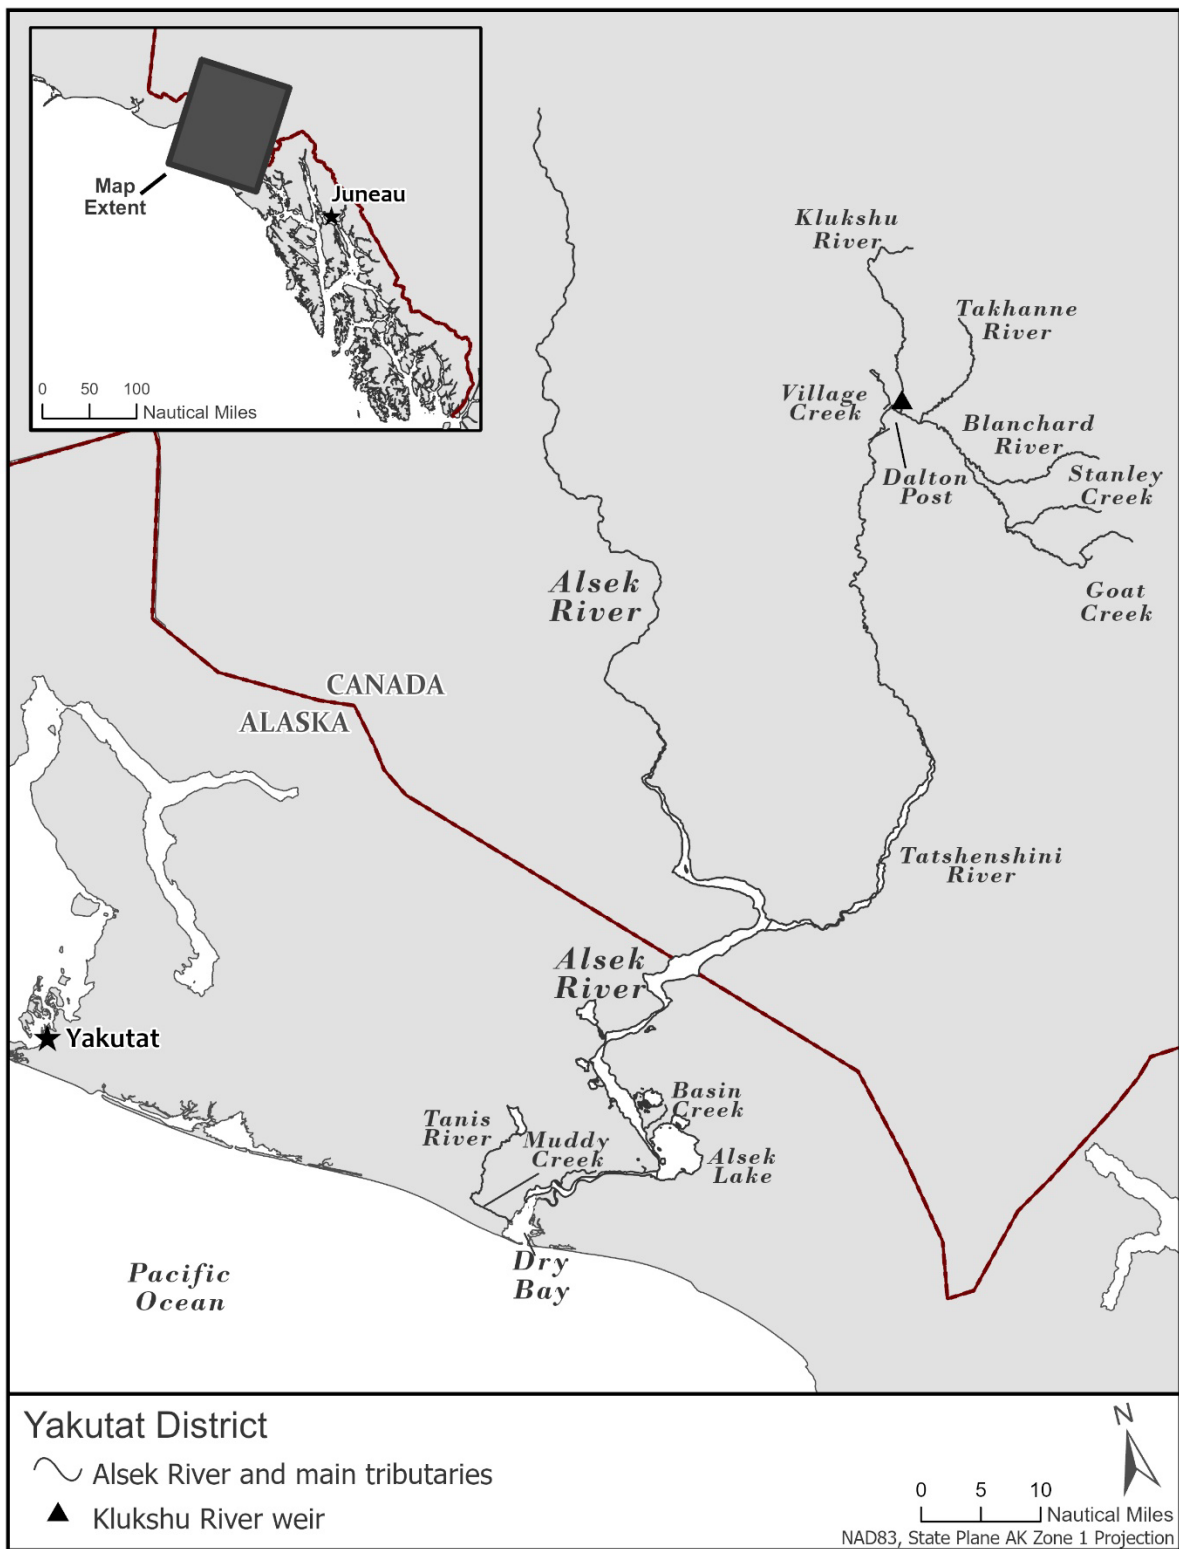 Map
Extent
Juneau
0 50 100
Nautical Miles
Klukshu
River
Takhanne
River
Village
Creek
Blanchard
River
Dalton
Post
Stanley
Creek
Goat
Creek
Alsek
River
CANADA
ALASKA
Tatshenshini
River
Alsek
River
Yakutat
Basin
Creek
Tanis
River
Muddy
Creek
Alsek
Lake
Dry
Bay
Pacific
Ocean
Yakutat District
Alsek River and main tributaries
Klukshu River weir
N
0 5 10
Nautical Miles
NAD83, State Plane AK Zone 1 Projection